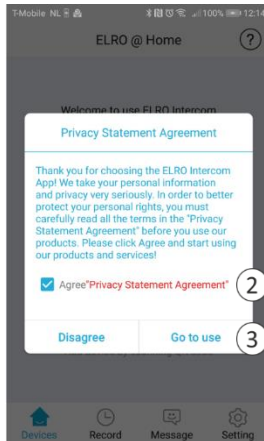 T-Mobile NL 100% 12:14
ELRO @ Home ?
Welcome to use ELRO Intercom
Privacy Statement Agreement
Thank you for choosing the ELRO Intercom
App! We take your personal information
and privacy very seriously. In order to better
protect your personal rights, you must
carefully read all the terms in the "Privacy
Statement Agreement" before you use our
products. Please click Agree and start using
our products and services!
Agree"Privacy Statement Agreement" 2
Disagree Go to use 3
Devices Record Message Setting